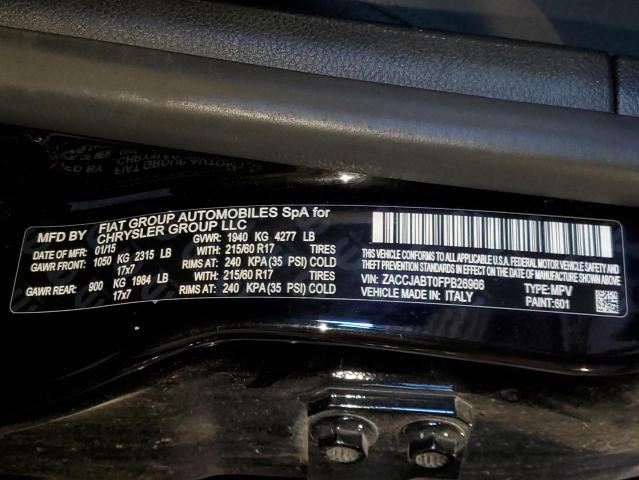 MFD BY FIAT GROUP AUTOMOBILES SpA for
CHRYSLER GROUP LLC
DATE OF MFR: 01/15 GVWR: 1940 KG 4277 LB
GAWR FRONT: 1050 KG 2315 LB WITH 215/60 R17 TIRES
17x7 RIMS AT: 240 KPA (35 PSI) COLD
GAWR REAR: 900 KG 1984 LB WITH 215/60 R17 TIRES
17x7 RIMS AT: 240 KPA (35 PSI) COLD
THIS VEHICLE CONFORMS TO ALL APPLICABLE U.S.A. FEDERAL MOTOR VEHICLE SAFETY AND
THEFT PREVENTION STANDARDS IN EFFECT ON THE DATE OF MANUFACTURE SHOWN ABOVE
VIN: ZACCJABT0FPB26966 TYPE: MPV
VEHICLE MADE IN: ITALY PAINT: 601